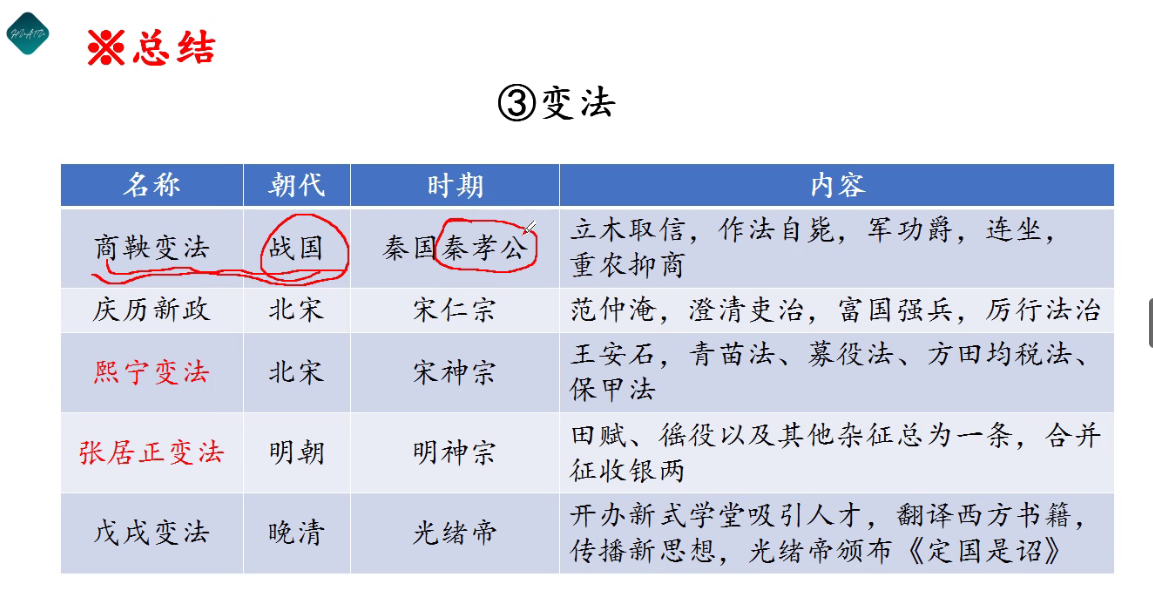 ※总结
③变法
名称 朝代 时期 内容
商鞅变法 战国 秦国秦孝公 立木取信，作法自毙，军功爵，连坐，
重农抑商
庆历新政 北宋 宋仁宗 范仲淹，澄清吏治，富国强兵，厉行法治
熙宁变法 北宋 宋神宗 王安石，青苗法、募役法、方田均税法、
保甲法
张居正变法 明朝 明神宗 田赋、徭役以及其他杂征总为一条，合并
征收银两
戊戌变法 晚清 光绪帝 开办新式学堂吸引人才，翻译西方书籍，
传播新思想，光绪帝颁布《定国是诏》